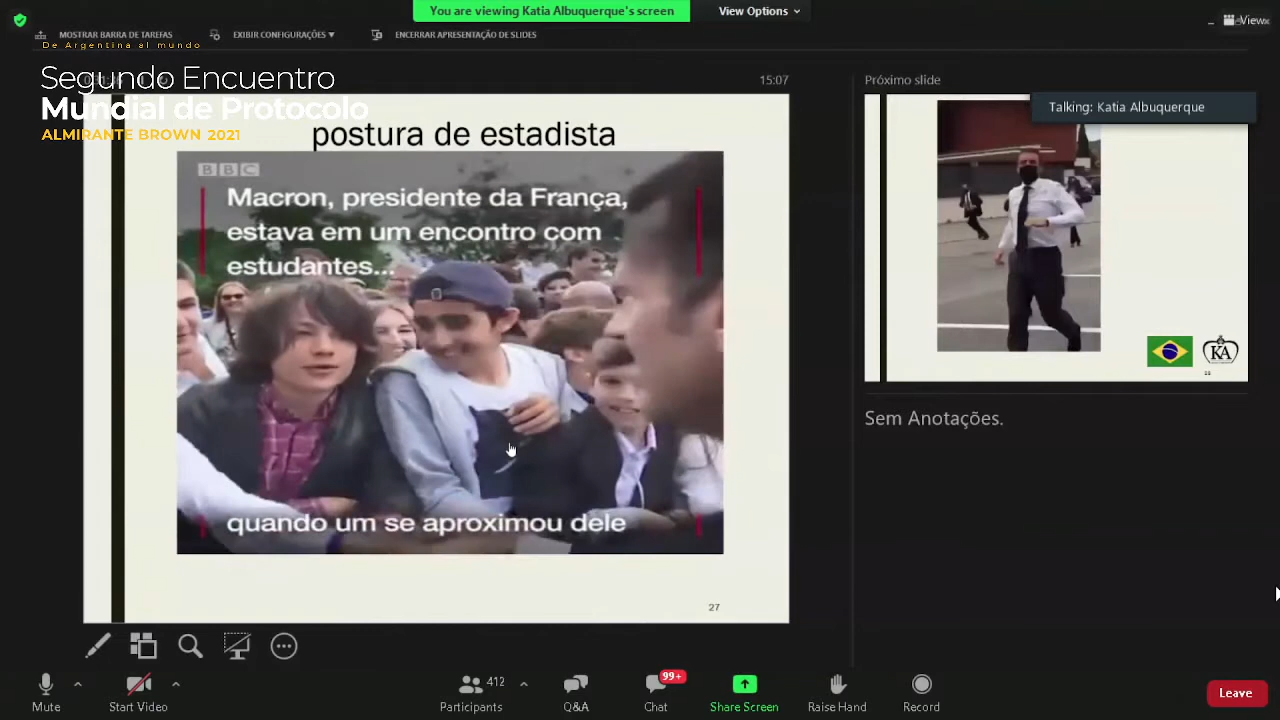 You are viewing Katia Albuquerque's screen
View Options
View
MOSTRAR BARRA DE TAREFAS
EXIBIR CONFIGURAÇÕES
ENCERRAR APRESENTAÇÃO DE SLIDES
De Argentina al mundo
Segundo Encuentro
Mundial de Protocolo
ALMIRANTE BROWN 2021
15:07
Próximo slide
Talking: Katia Albuquerque
postura de estadista
BBC
Macron, presidente da França,
estava em um encontro com
estudantes...
quando um se aproximou dele
27
KA
Sem Anotações.
Mute
Start Video
412
Participants
Q&A
99+
Chat
Share Screen
Raise Hand
Record
Leave